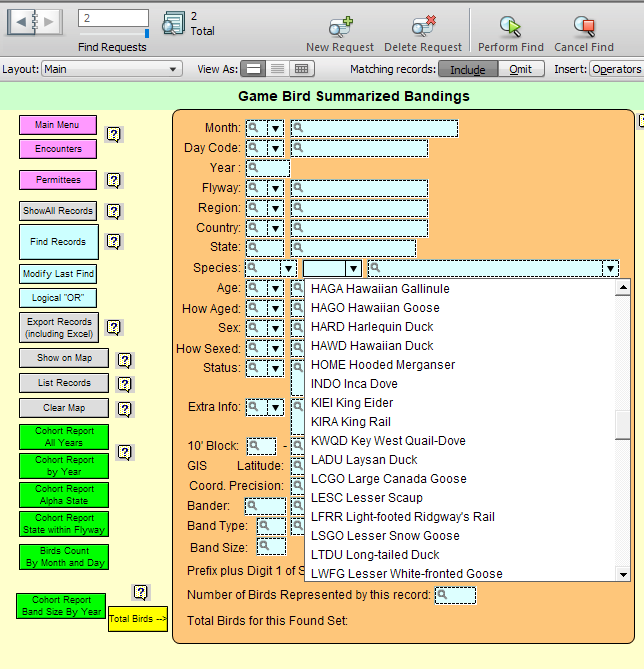 2
2
Total
Find Requests
New Request
Delete Request
Perform Find
Cancel Find
Layout: Main
View As:
Matching records: Include Omit
Insert: Operators
Game Bird Summarized Bandings
Main Menu
?
Encounters
Permittees
?
ShowAll Records
?
Find Records
?
Modify Last Find
Logical "OR"
Export Records
(including Excel)
?
Show on Map
?
List Records
?
Clear Map
?
Cohort Report
All Years
?
Cohort Report
by Year
Cohort Report
Alpha State
Cohort Report
State within Flyway
Birds Count
By Month and Day
?
Cohort Report
Band Size By Year
Total Birds -->
Month:
Day Code:
Year :
Flyway:
Region:
Country:
State:
Species:
Age:
How Aged:
Sex:
How Sexed:
Status:
Extra Info:
10' Block: -
GIS Latitude:
Coord. Precision:
Bander:
Band Type:
Band Size:
Prefix plus Digit 1 of S
Number of Birds Represented by this record:
Total Birds for this Found Set:
HAGA Hawaiian Gallinule
HAGO Hawaiian Goose
HARD Harlequin Duck
HAWD Hawaiian Duck
HOME Hooded Merganser
INDO Inca Dove
KIEI King Eider
KIRA King Rail
KWQD Key West Quail-Dove
LADU Laysan Duck
LCGO Large Canada Goose
LESC Lesser Scaup
LFRR Light-footed Ridgway's Rail
LSGO Lesser Snow Goose
LTDU Long-tailed Duck
LWFG Lesser White-fronted Goose